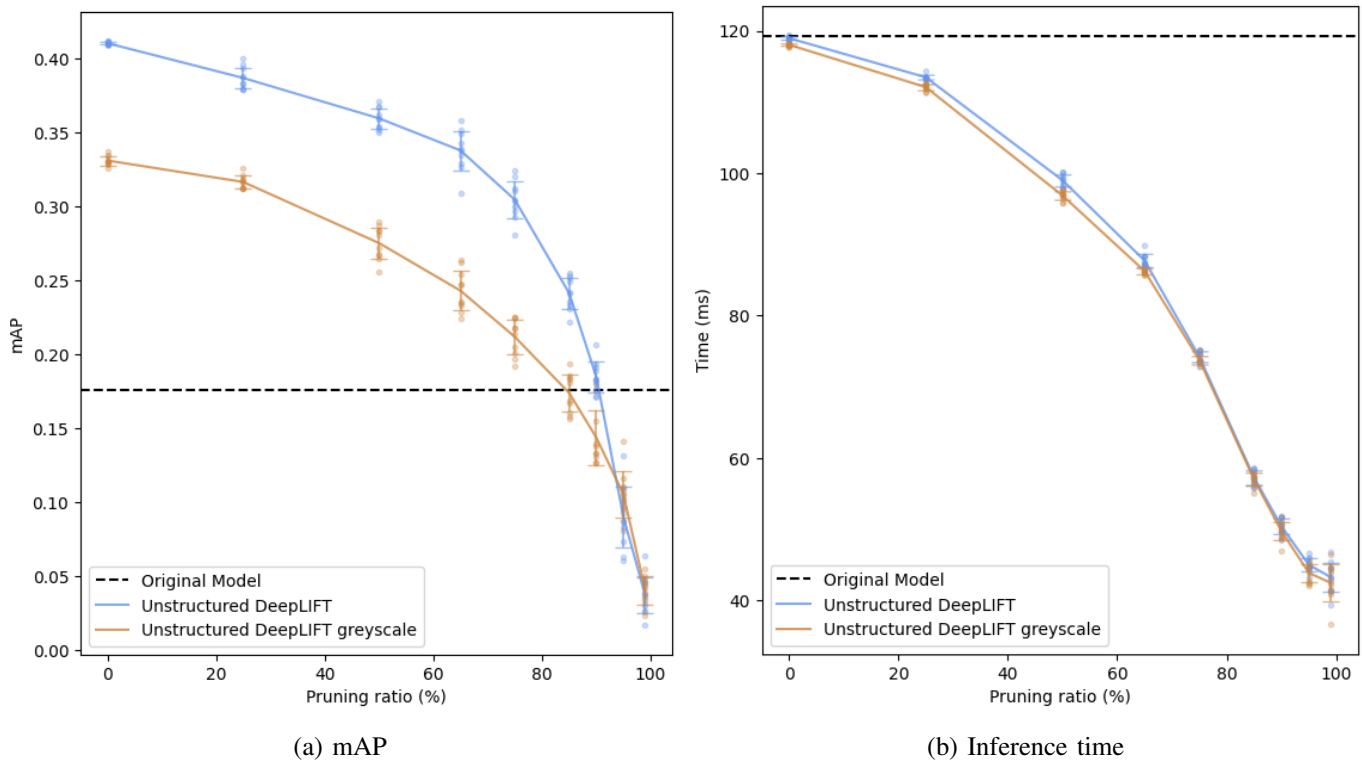 0.40
0.35
0.30
0.25
0.20
0.15
0.10
0.05
0.00
mAP
Original Model
Unstructured DeepLIFT
Unstructured DeepLIFT greyscale
0 20 40 60 80 100
Pruning ratio (%)
(a) mAP
120
100
80
60
40
Time (ms)
Original Model
Unstructured DeepLIFT
Unstructured DeepLIFT greyscale
0 20 40 60 80 100
Pruning ratio (%)
(b) Inference time